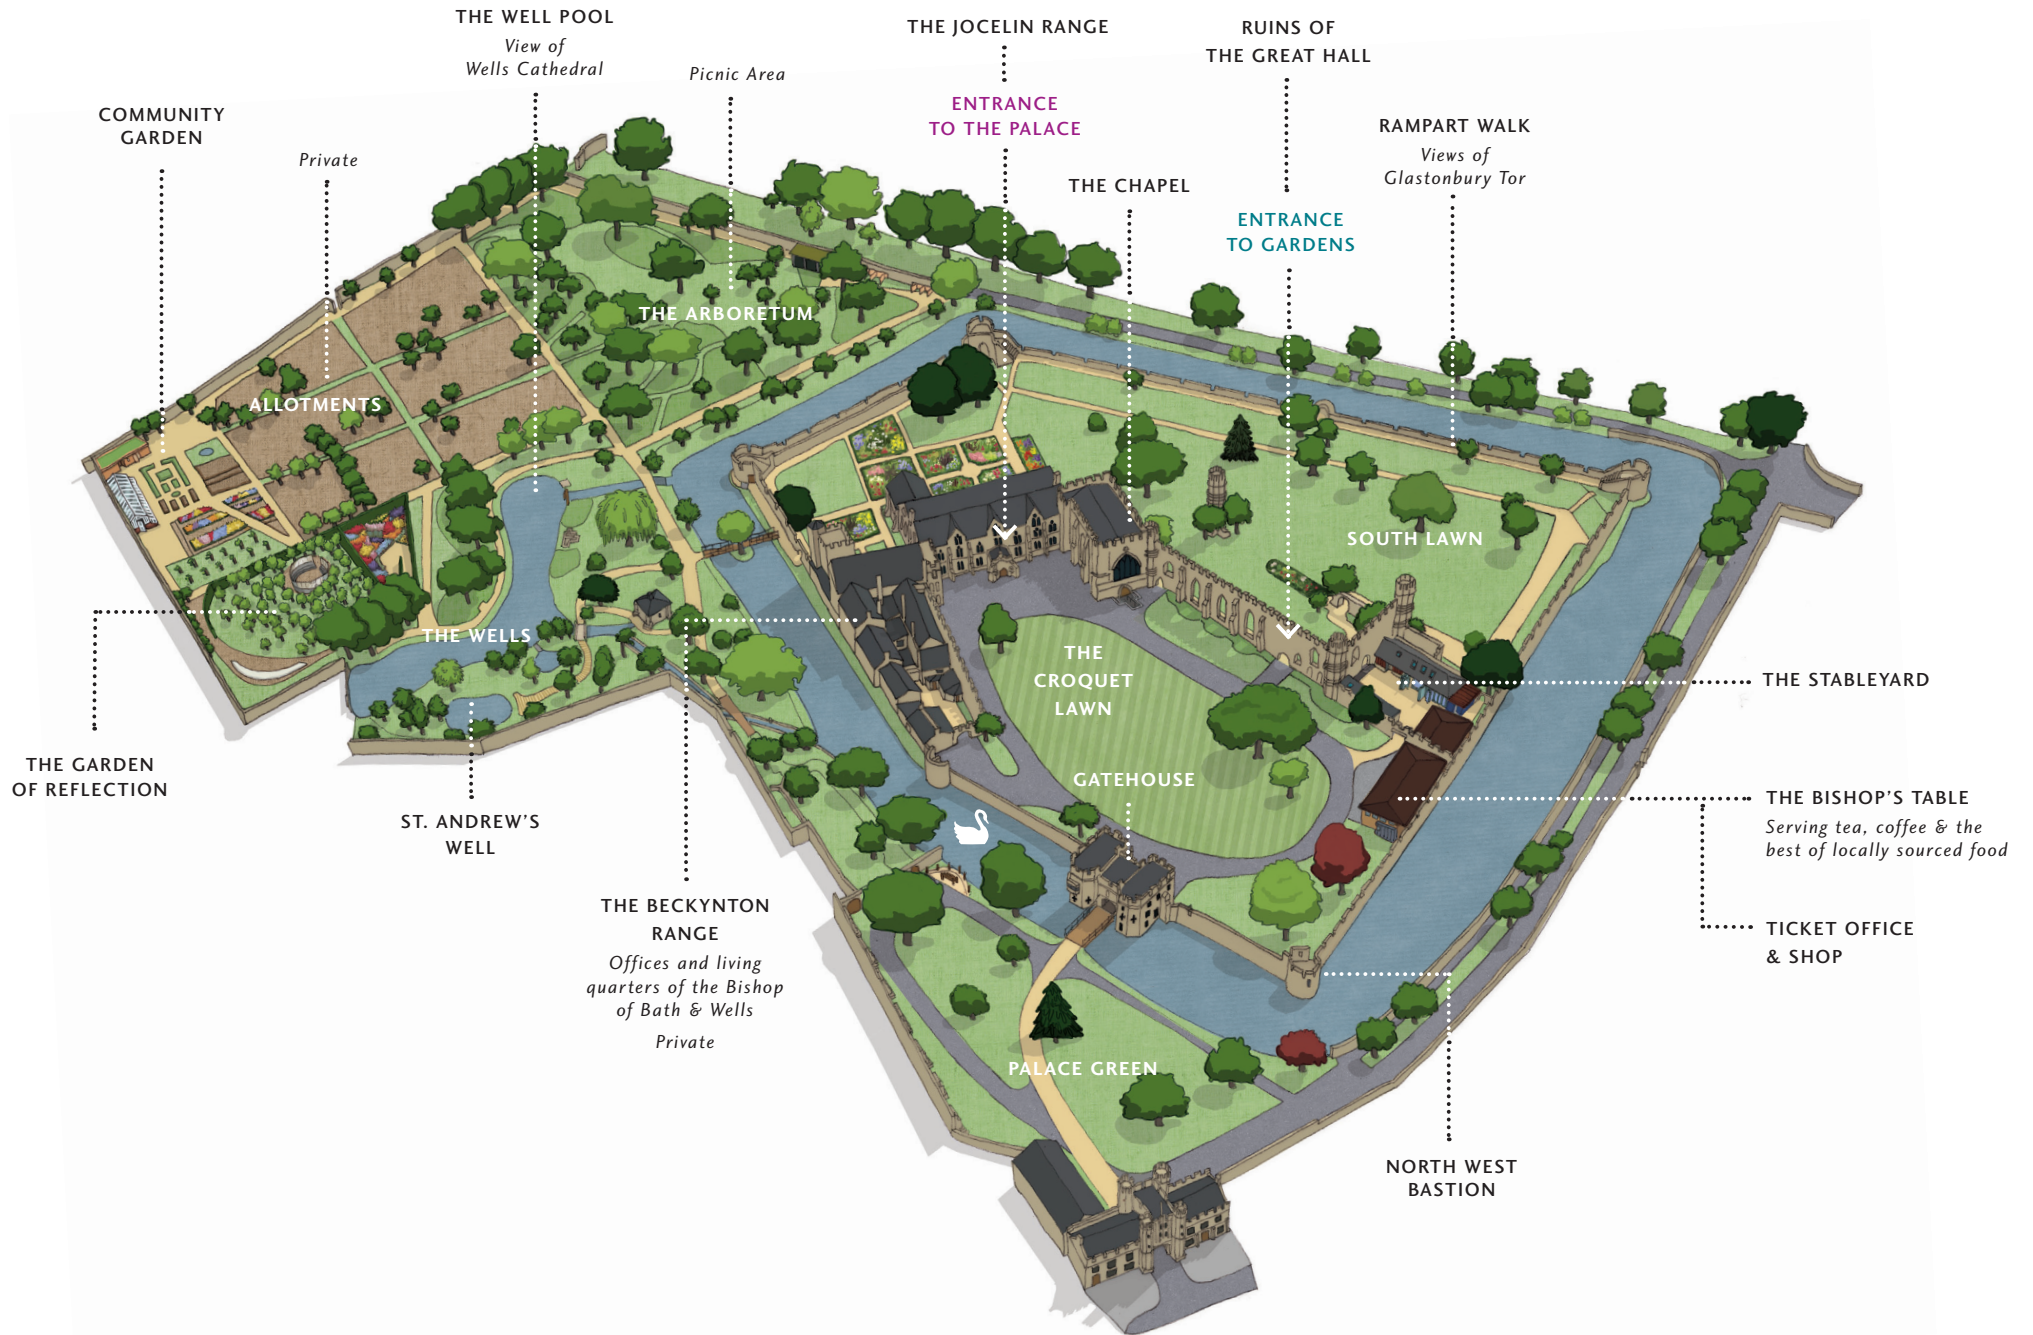 THE WELL POOL
View of
Wells Cathedral
Picnic Area
THE JOCELIN RANGE
ENTRANCE
TO THE PALACE
RUINS OF
THE GREAT HALL
ENTRANCE
TO GARDENS
COMMUNITY
GARDEN
Private
THE CHAPEL
RAMPART WALK
Views of
Glastonbury Tor
THE ARBORETUM
ALLOTMENTS
SOUTH LAWN
THE WELLS
THE
CROQUET
LAWN
GATEHOUSE
THE STABLEYARD
THE GARDEN
OF REFLECTION
ST. ANDREW'S
WELL
THE BISHOP'S TABLE
Serving tea, coffee & the
best of locally sourced food
TICKET OFFICE
& SHOP
THE BECKYNTON
RANGE
Offices and living
quarters of the Bishop
of Bath & Wells
Private
PALACE GREEN
NORTH WEST
BASTION